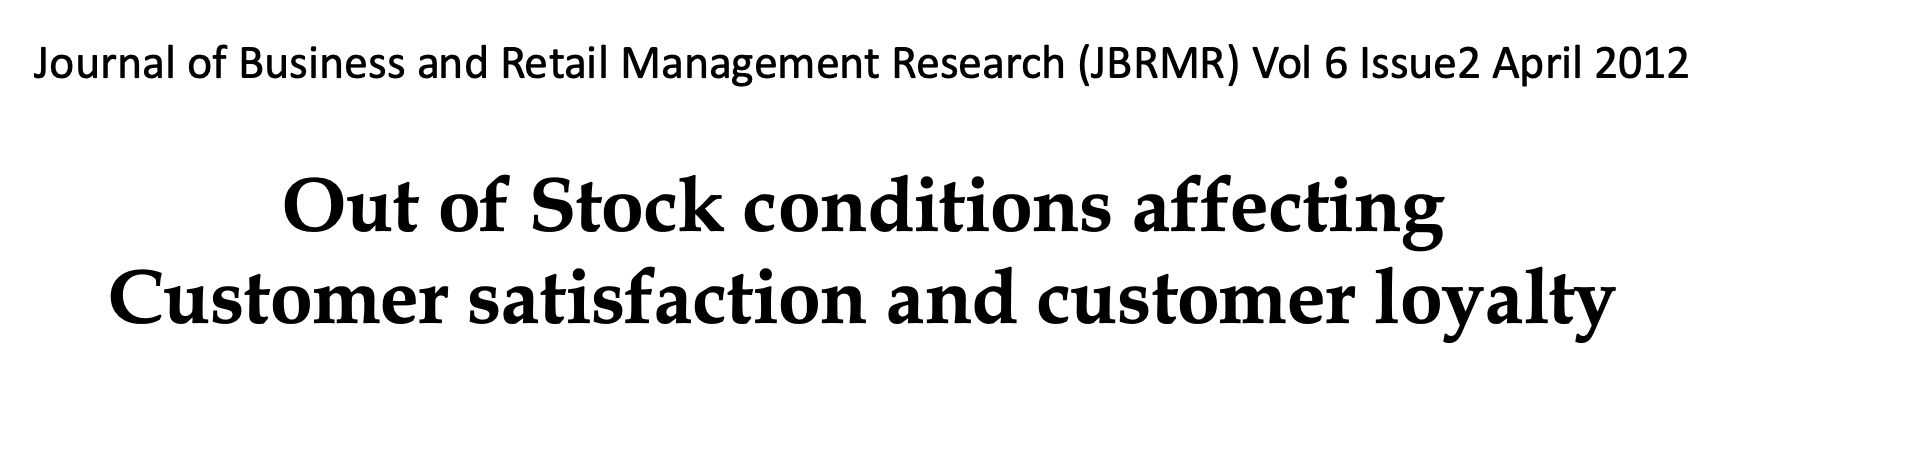 Journal of Business and Retail Management Research (JBRMR) Vol 6 Issue2 April 2012
Out of Stock conditions affecting
Customer satisfaction and customer loyalty